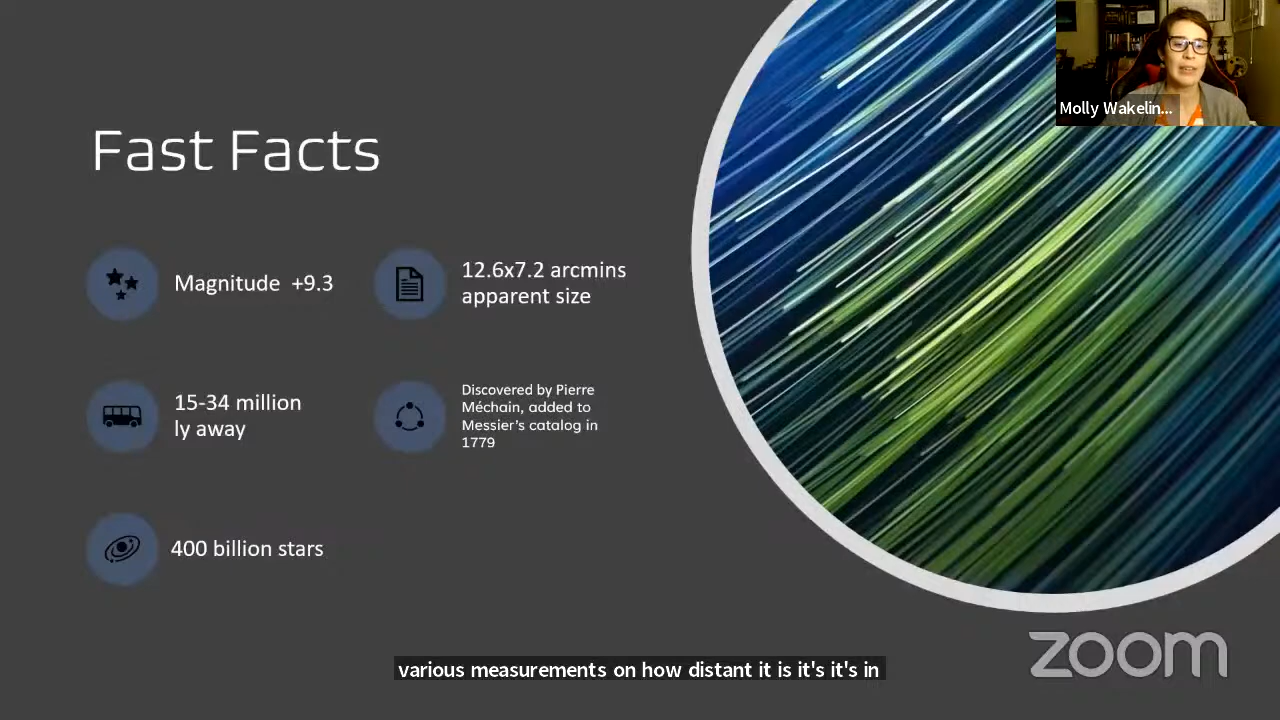 Molly Wakelin...
Fast Facts
Magnitude +9.3
12.6x7.2 arcmins
apparent size
15-34 million
ly away
Discovered by Pierre
Méchain, added to
Messier's catalog in
1779
400 billion stars
various measurements on how distant it is it's it's in
zoom